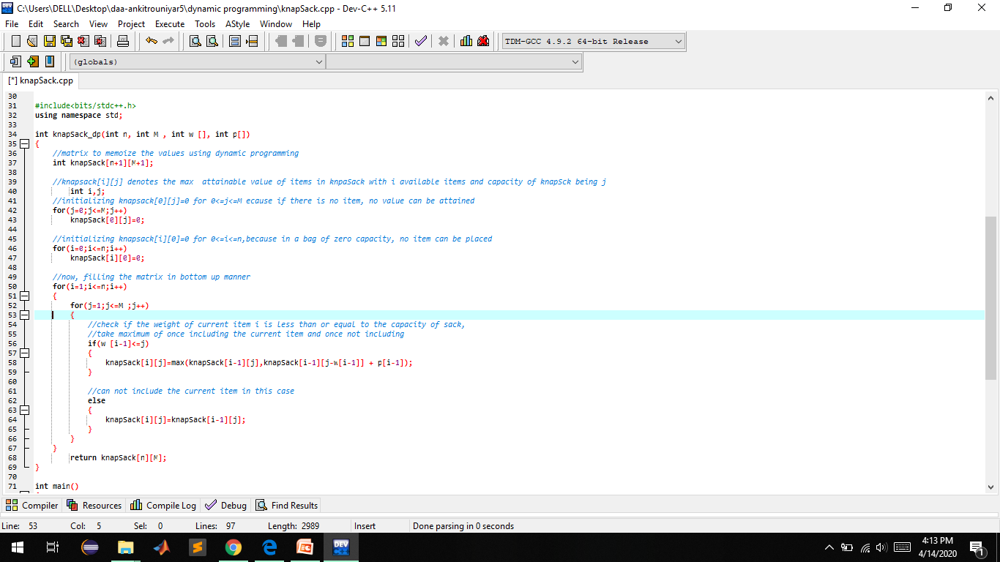 C:\Users\DELL\Desktop\daa-ankitrouniyar5\dynamic programming\knapSack.cpp - Dev-C++ 5.11
File Edit Search View Project Execute Tools AStyle Window Help
TDM-GCC 4.9.2 64-bit Release
(globals)
[*] knapSack.cpp
30
31 #include<bits/stdc++.h>
32 using namespace std;
33
34 int knapSack_dp(int n, int M , int w [], int p[])
35 {
36 //matrix to memoize the values using dynamic programming
37 int knapSack[n+1][M+1];
38
39 //knapsack[i][j] denotes the max  attainable value of items in knpaSack with i available items and capacity of knapSck being j
40 int i,j;
41 //initializing knapsack[0][j]=0 for 0<=j<=M ecause if there is no item, no value can be attained
42 for(j=0;j<=M;j++)
43 knapSack[0][j]=0;
44
45 //initializing knapsack[i][0]=0 for 0<=i<=n,because in a bag of zero capacity, no item can be placed
46 for(i=0;i<=n;i++)
47 knapSack[i][0]=0;
48
49 //now, filling the matrix in bottom up manner
50 for(i=1;i<=n;i++)
51 {
52 for(j=1;j<=M ;j++)
53 {
54 //check if the weight of current item i is less than or equal to the capacity of sack,
55 //take maximum of once including the current item and once not including
56 if(w [i-1]<=j)
57 {
58 knapSack[i][j]=max(knapSack[i-1][j],knapSack[i-1][j-w[i-1]] + p[i-1]);
59 }
60
61 //can not include the current item in this case
62 else
63 {
64 knapSack[i][j]=knapSack[i-1][j];
65 }
66 }
67 }
68 return knapSack[n][M];
69 }
70
71 int main()
Compiler Resources Compile Log Debug Find Results
Line: 53 Col: 5 Sel: 0 Lines: 97 Length: 2989 Insert Done parsing in 0 seconds
DEV
4:13 PM
4/14/2020
1